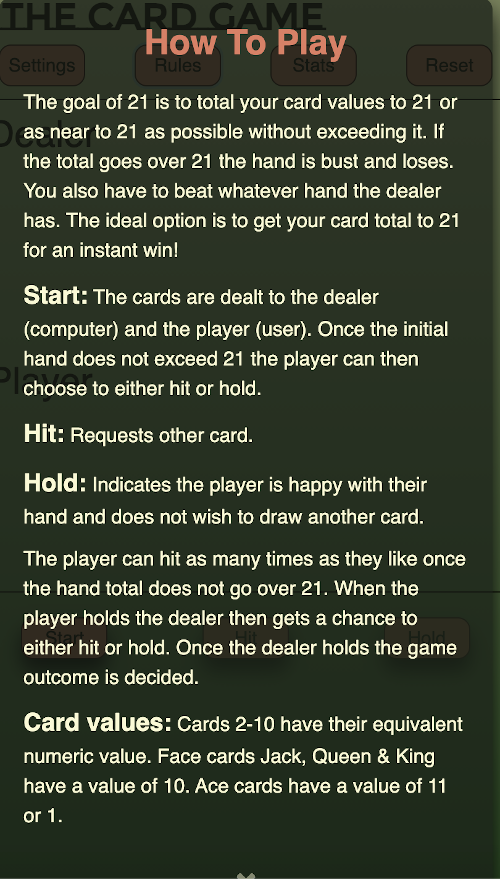 THE CARD GAME
How To Play
Settings Rules Stats Reset
The goal of 21 is to total your card values to 21 or
as near to 21 as possible without exceeding it. If
Dealer
the total goes over 21 the hand is bust and loses.
You also have to beat whatever hand the dealer
has. The ideal option is to get your card total to 21
for an instant win!
Start: The cards are dealt to the dealer
(computer) and the player (user). Once the initial
hand does not exceed 21 the player can then
Player
choose to either hit or hold.
Hit: Requests other card.
Hold: Indicates the player is happy with their
hand and does not wish to draw another card.
The player can hit as many times as they like once
the hand total does not go over 21. When the
player holds the dealer then gets a chance to
Start Hit Hold
either hit or hold. Once the dealer holds the game
outcome is decided.
Card values: Cards 2-10 have their equivalent
numeric value. Face cards Jack, Queen & King
have a value of 10. Ace cards have a value of 11
or 1.